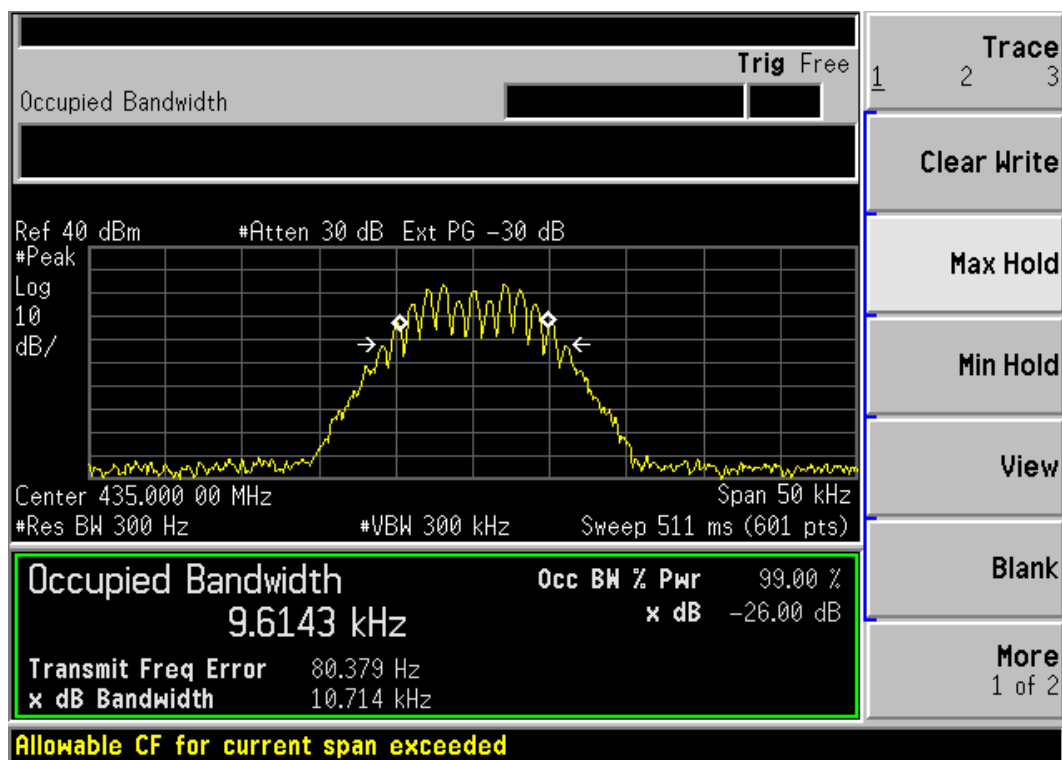 Trig Free
Occupied Bandwidth
Ref 40 dBm #Atten 30 dB Ext PG −30 dB
#Peak
Log
10
dB/
Center 435.000 00 MHz Span 50 kHz
#Res BW 300 Hz #VBW 300 kHz Sweep 511 ms (601 pts)
Occupied Bandwidth
9.6143 kHz
Occ BW % Pwr 99.00 %
x dB −26.00 dB
Transmit Freq Error 80.379 Hz
x dB Bandwidth 10.714 kHz
Allowable CF for current span exceeded
Trace
1 2 3
Clear Write
Max Hold
Min Hold
View
Blank
More
1 of 2